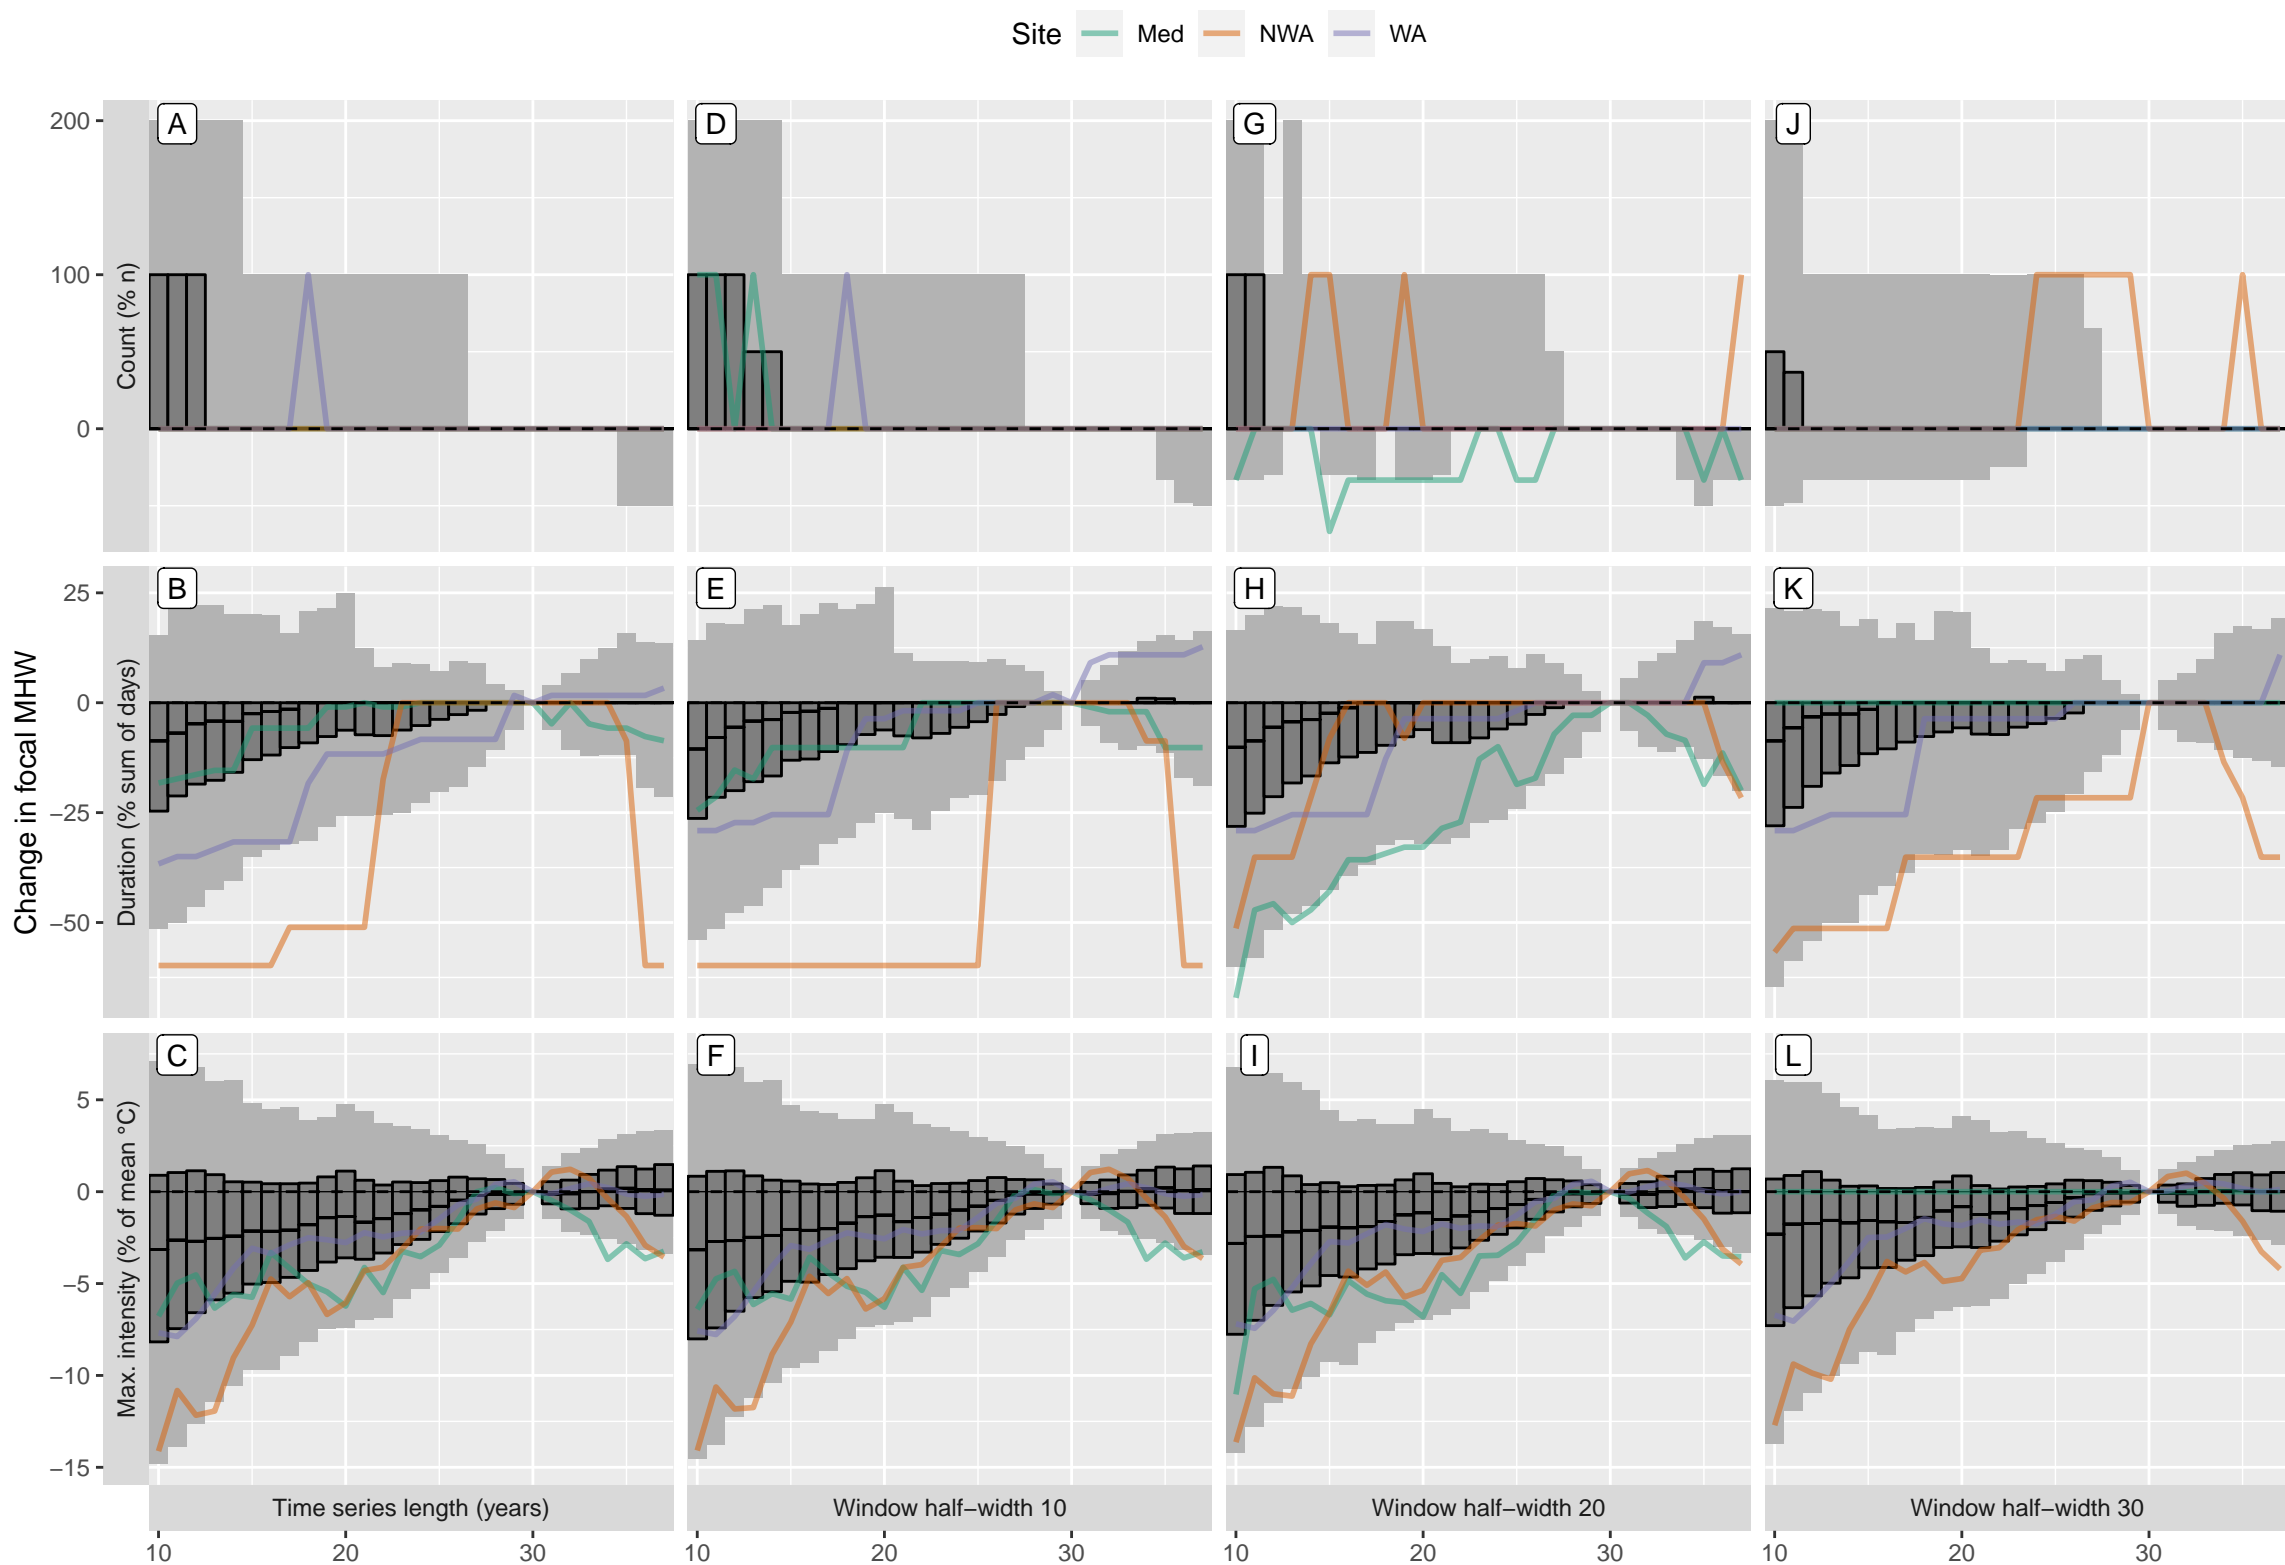 Site Med NWA WA
Change in focal MHW
Count (% n)
200
100
0
A
D
G
J
Duration (% sum of days)
25
0
−25
−50
B
E
H
K
Max. intensity (% of mean °C)
5
0
−5
−10
−15
C
F
I
L
Time series length (years)
Window half−width 10
Window half−width 20
Window half−width 30
10 20 30
10 20 30
10 20 30
10 20 30